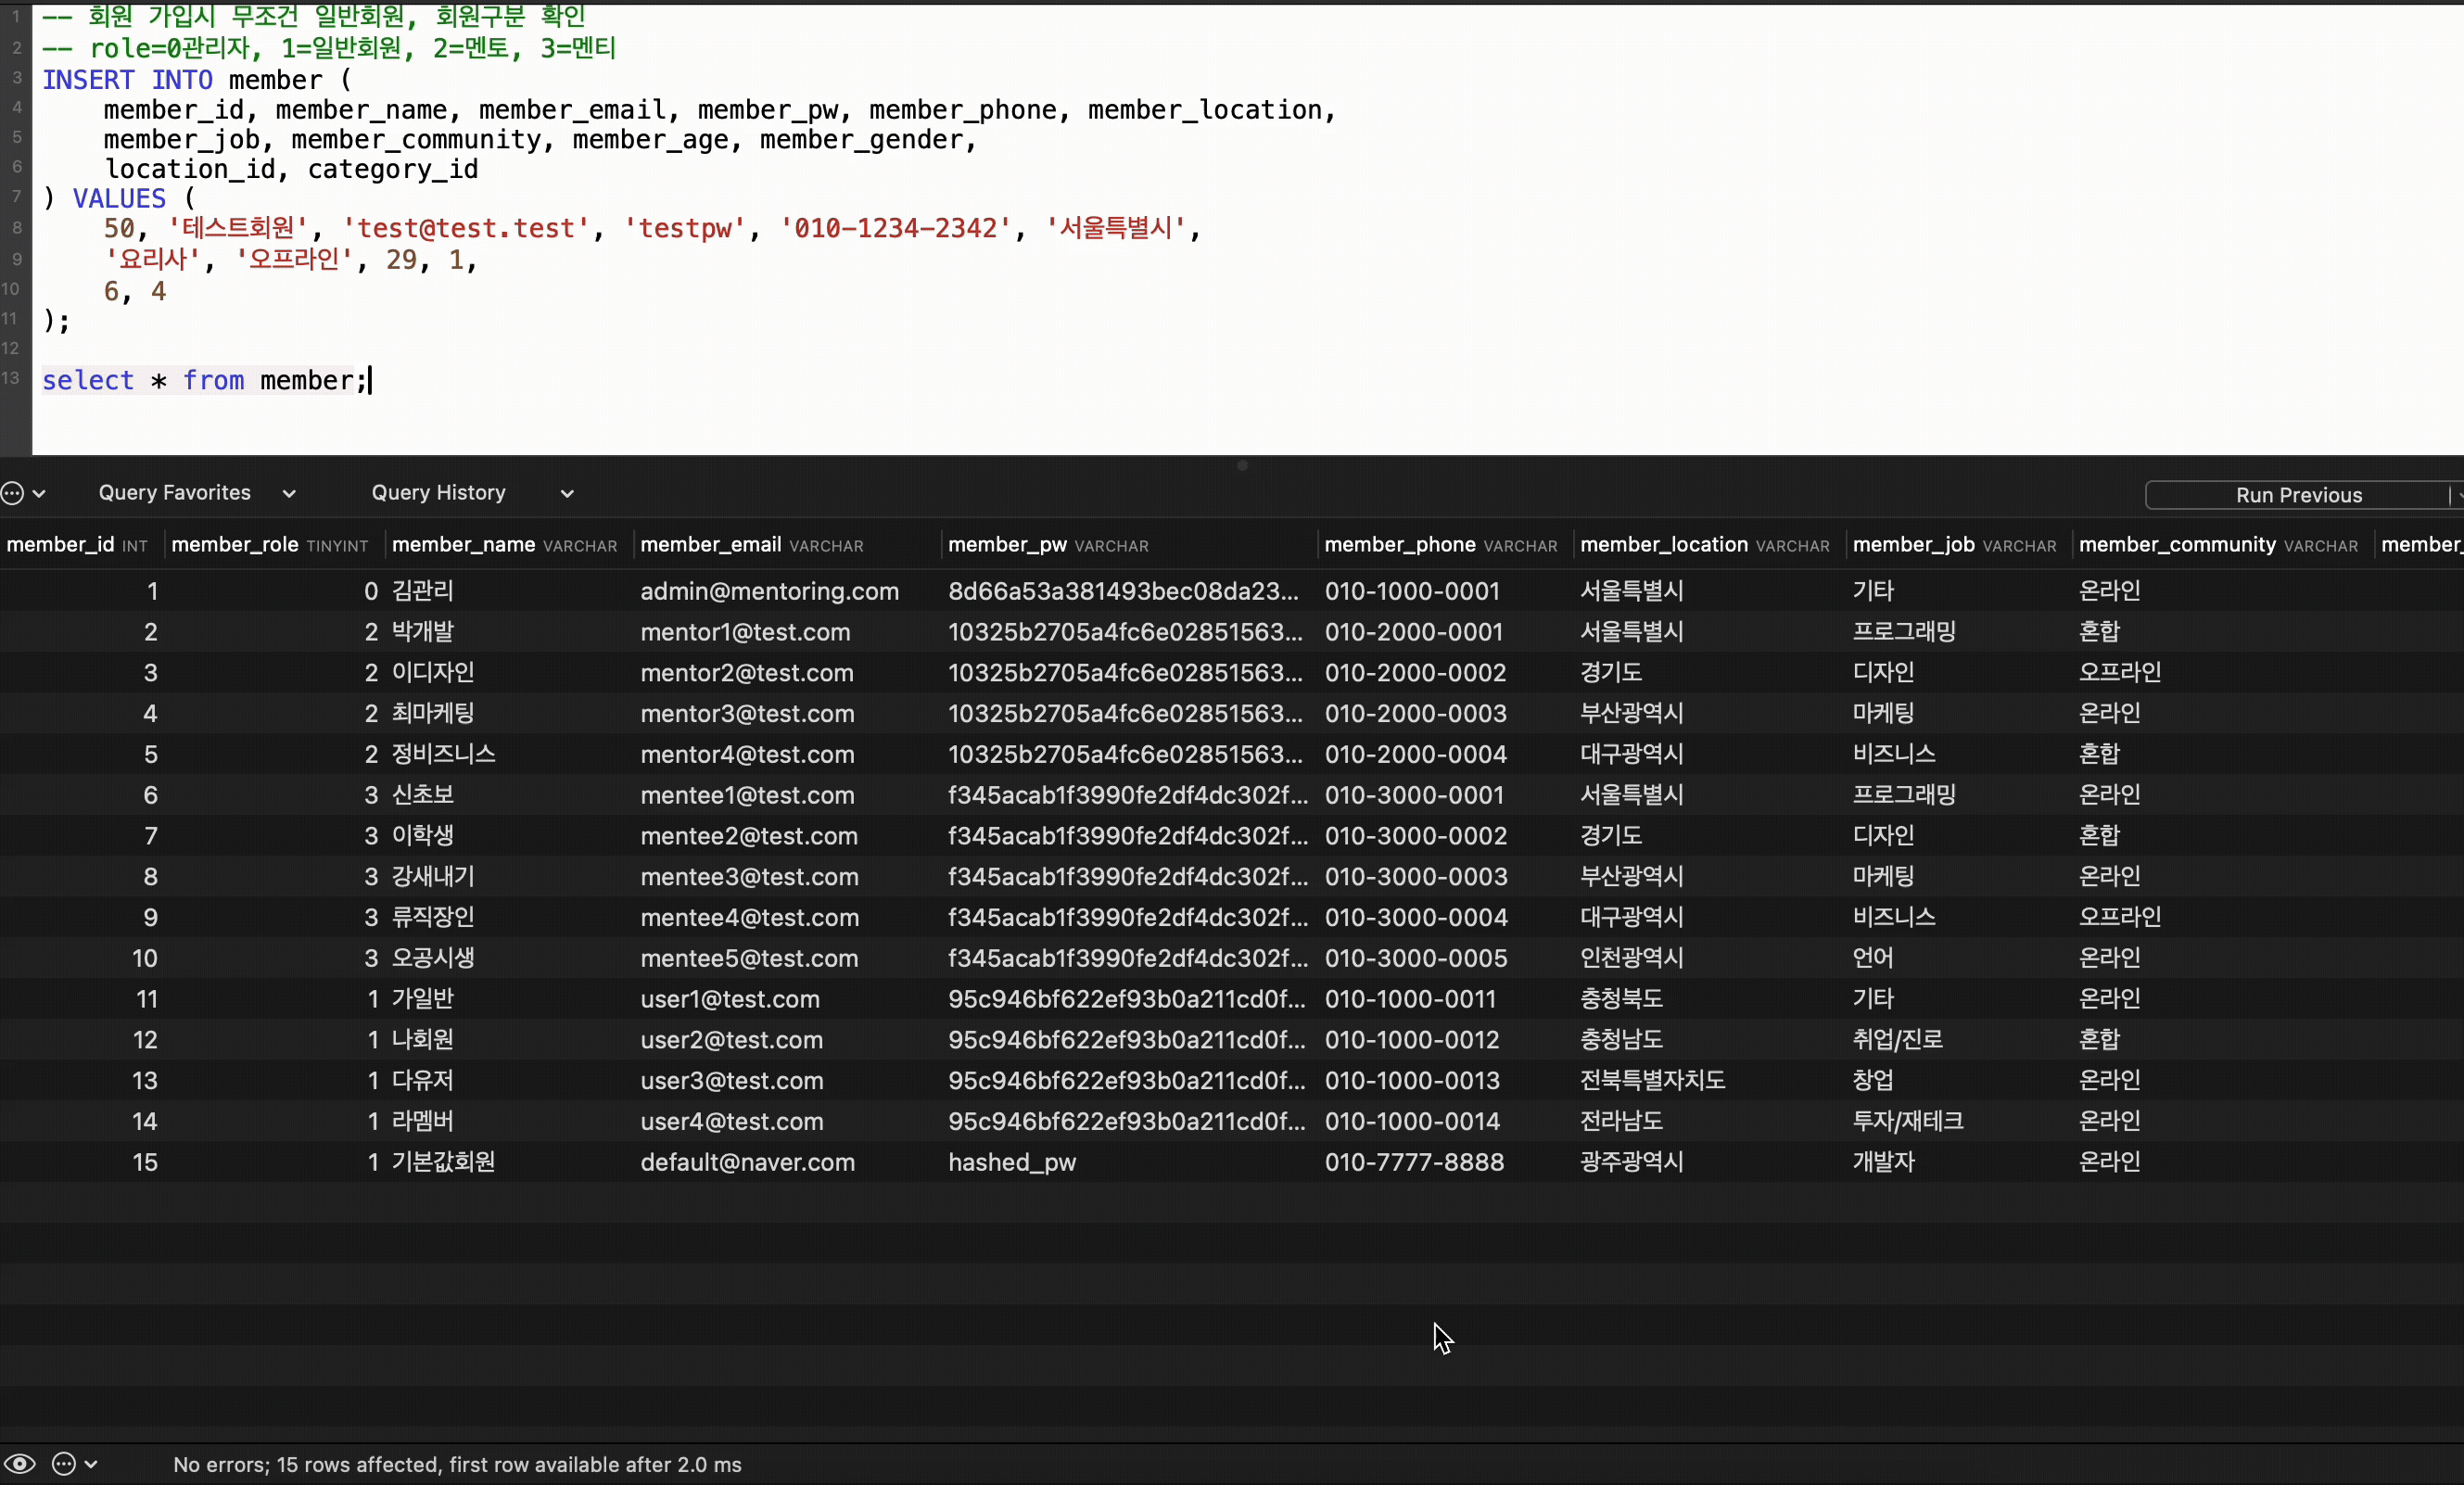 1 -- 회원 가입시 무조건 일반회원, 회원구분 확인
2 -- role=0관리자, 1=일반회원, 2=멘토, 3=멘티
3 INSERT INTO member (
4 member_id, member_name, member_email, member_pw, member_phone, member_location,
5 member_job, member_community, member_age, member_gender,
6 location_id, category_id
7 ) VALUES (
8 50, '테스트회원', 'test@test.test', 'testpw', '010-1234-2342', '서울특별시',
9 '요리사', '오프라인', 29, 1,
10 6, 4
11 );
12
13 select * from member;
Query Favorites Query History Run Previous
member_id INT member_role TINYINT member_name VARCHAR member_email VARCHAR member_pw VARCHAR member_phone VARCHAR member_location VARCHAR member_job VARCHAR member_community VARCHAR member_
1 0 김관리 admin@mentoring.com 8d66a53a381493bec08da23... 010-1000-0001 서울특별시 기타 온라인
2 2 박개발 mentor1@test.com 10325b2705a4fc6e02851563... 010-2000-0001 서울특별시 프로그래밍 혼합
3 2 이디자인 mentor2@test.com 10325b2705a4fc6e02851563... 010-2000-0002 경기도 디자인 오프라인
4 2 최마케팅 mentor3@test.com 10325b2705a4fc6e02851563... 010-2000-0003 부산광역시 마케팅 온라인
5 2 정비즈니스 mentor4@test.com 10325b2705a4fc6e02851563... 010-2000-0004 대구광역시 비즈니스 혼합
6 3 신초보 mentee1@test.com f345acab1f3990fe2df4dc302f... 010-3000-0001 서울특별시 프로그래밍 온라인
7 3 이학생 mentee2@test.com f345acab1f3990fe2df4dc302f... 010-3000-0002 경기도 디자인 혼합
8 3 강새내기 mentee3@test.com f345acab1f3990fe2df4dc302f... 010-3000-0003 부산광역시 마케팅 온라인
9 3 류직장인 mentee4@test.com f345acab1f3990fe2df4dc302f... 010-3000-0004 대구광역시 비즈니스 오프라인
10 3 오공시생 mentee5@test.com f345acab1f3990fe2df4dc302f... 010-3000-0005 인천광역시 언어 온라인
11 1 가일반 user1@test.com 95c946bf622ef93b0a211cd0f... 010-1000-0011 충청북도 기타 온라인
12 1 나회원 user2@test.com 95c946bf622ef93b0a211cd0f... 010-1000-0012 충청남도 취업/진로 혼합
13 1 다유저 user3@test.com 95c946bf622ef93b0a211cd0f... 010-1000-0013 전북특별자치도 창업 온라인
14 1 라멤버 user4@test.com 95c946bf622ef93b0a211cd0f... 010-1000-0014 전라남도 투자/재테크 온라인
15 1 기본값회원 default@naver.com hashed_pw 010-7777-8888 광주광역시 개발자 온라인
No errors; 15 rows affected, first row available after 2.0 ms